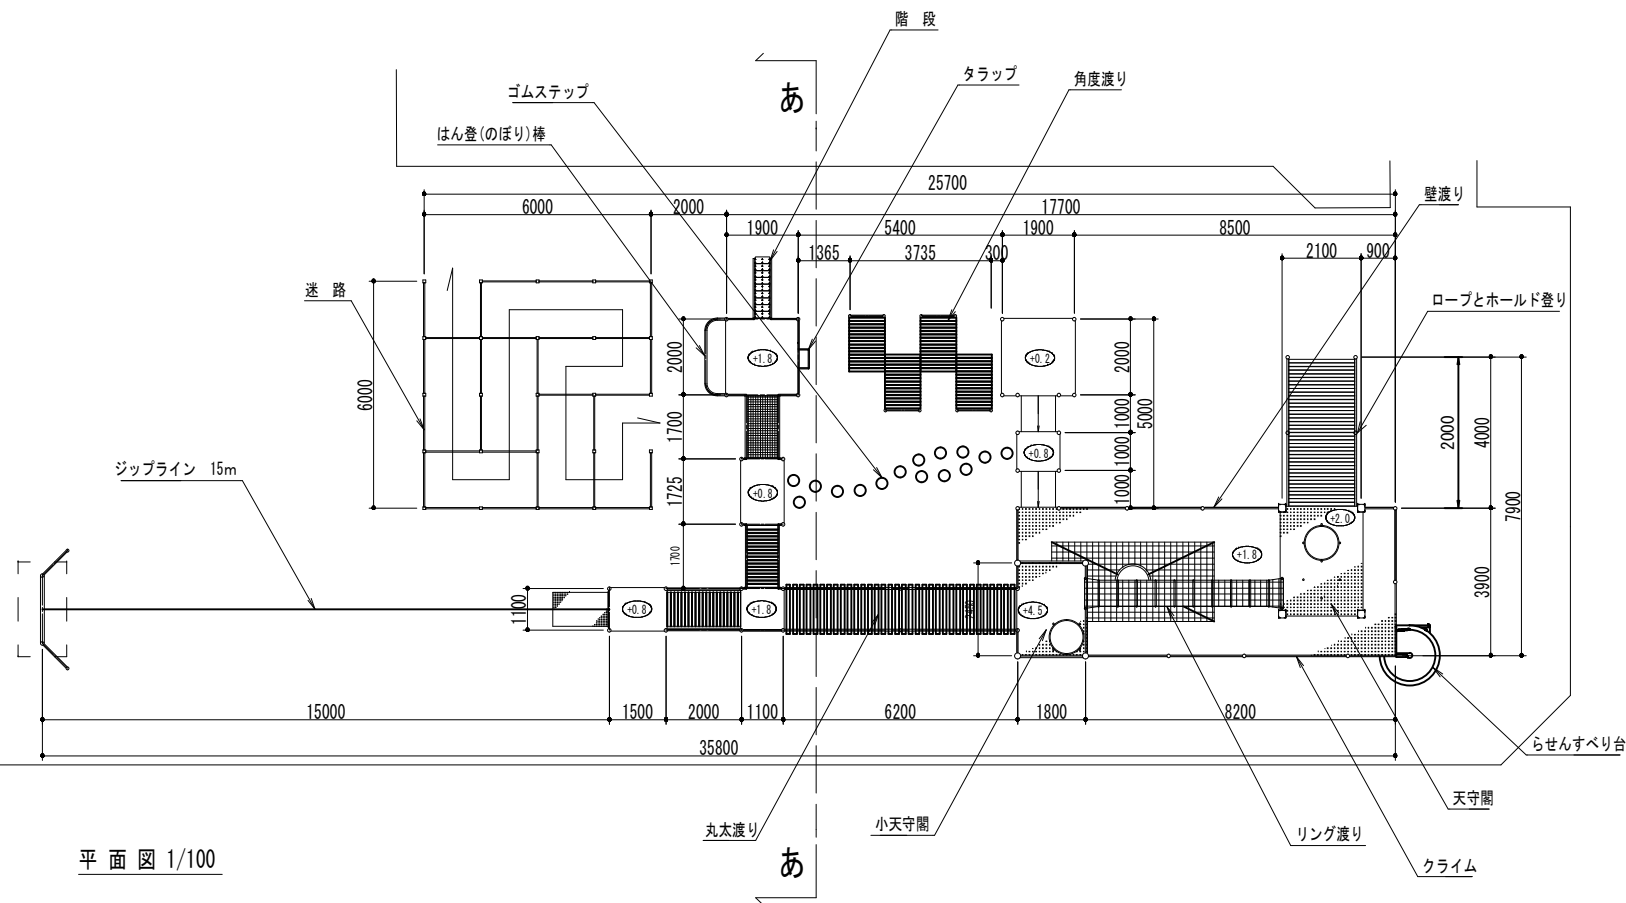 階 段
タラップ
角度渡り
ゴムステップ
はん登(のぼり)棒
あ
壁渡り
25700
6000
2000
17700
1900
5400
1900
8500
1365
3735
300
2100
900
迷 路
ロープとホールド登り
+1.8
+0.2
2000
2000
6000
1700
1000
5000
2000
4000
1000
+0.8
ジップライン 15m
+0.8
1725
1000
7900
+2.0
+1.8
1700
3900
1100
+0.8
+1.8
+4.5
15000
1500
2000
1100
6200
1800
8200
35800
らせんすべり台
天守閣
小天守閣
丸太渡り
リング渡り
クライム
あ
平 面 図 1/100